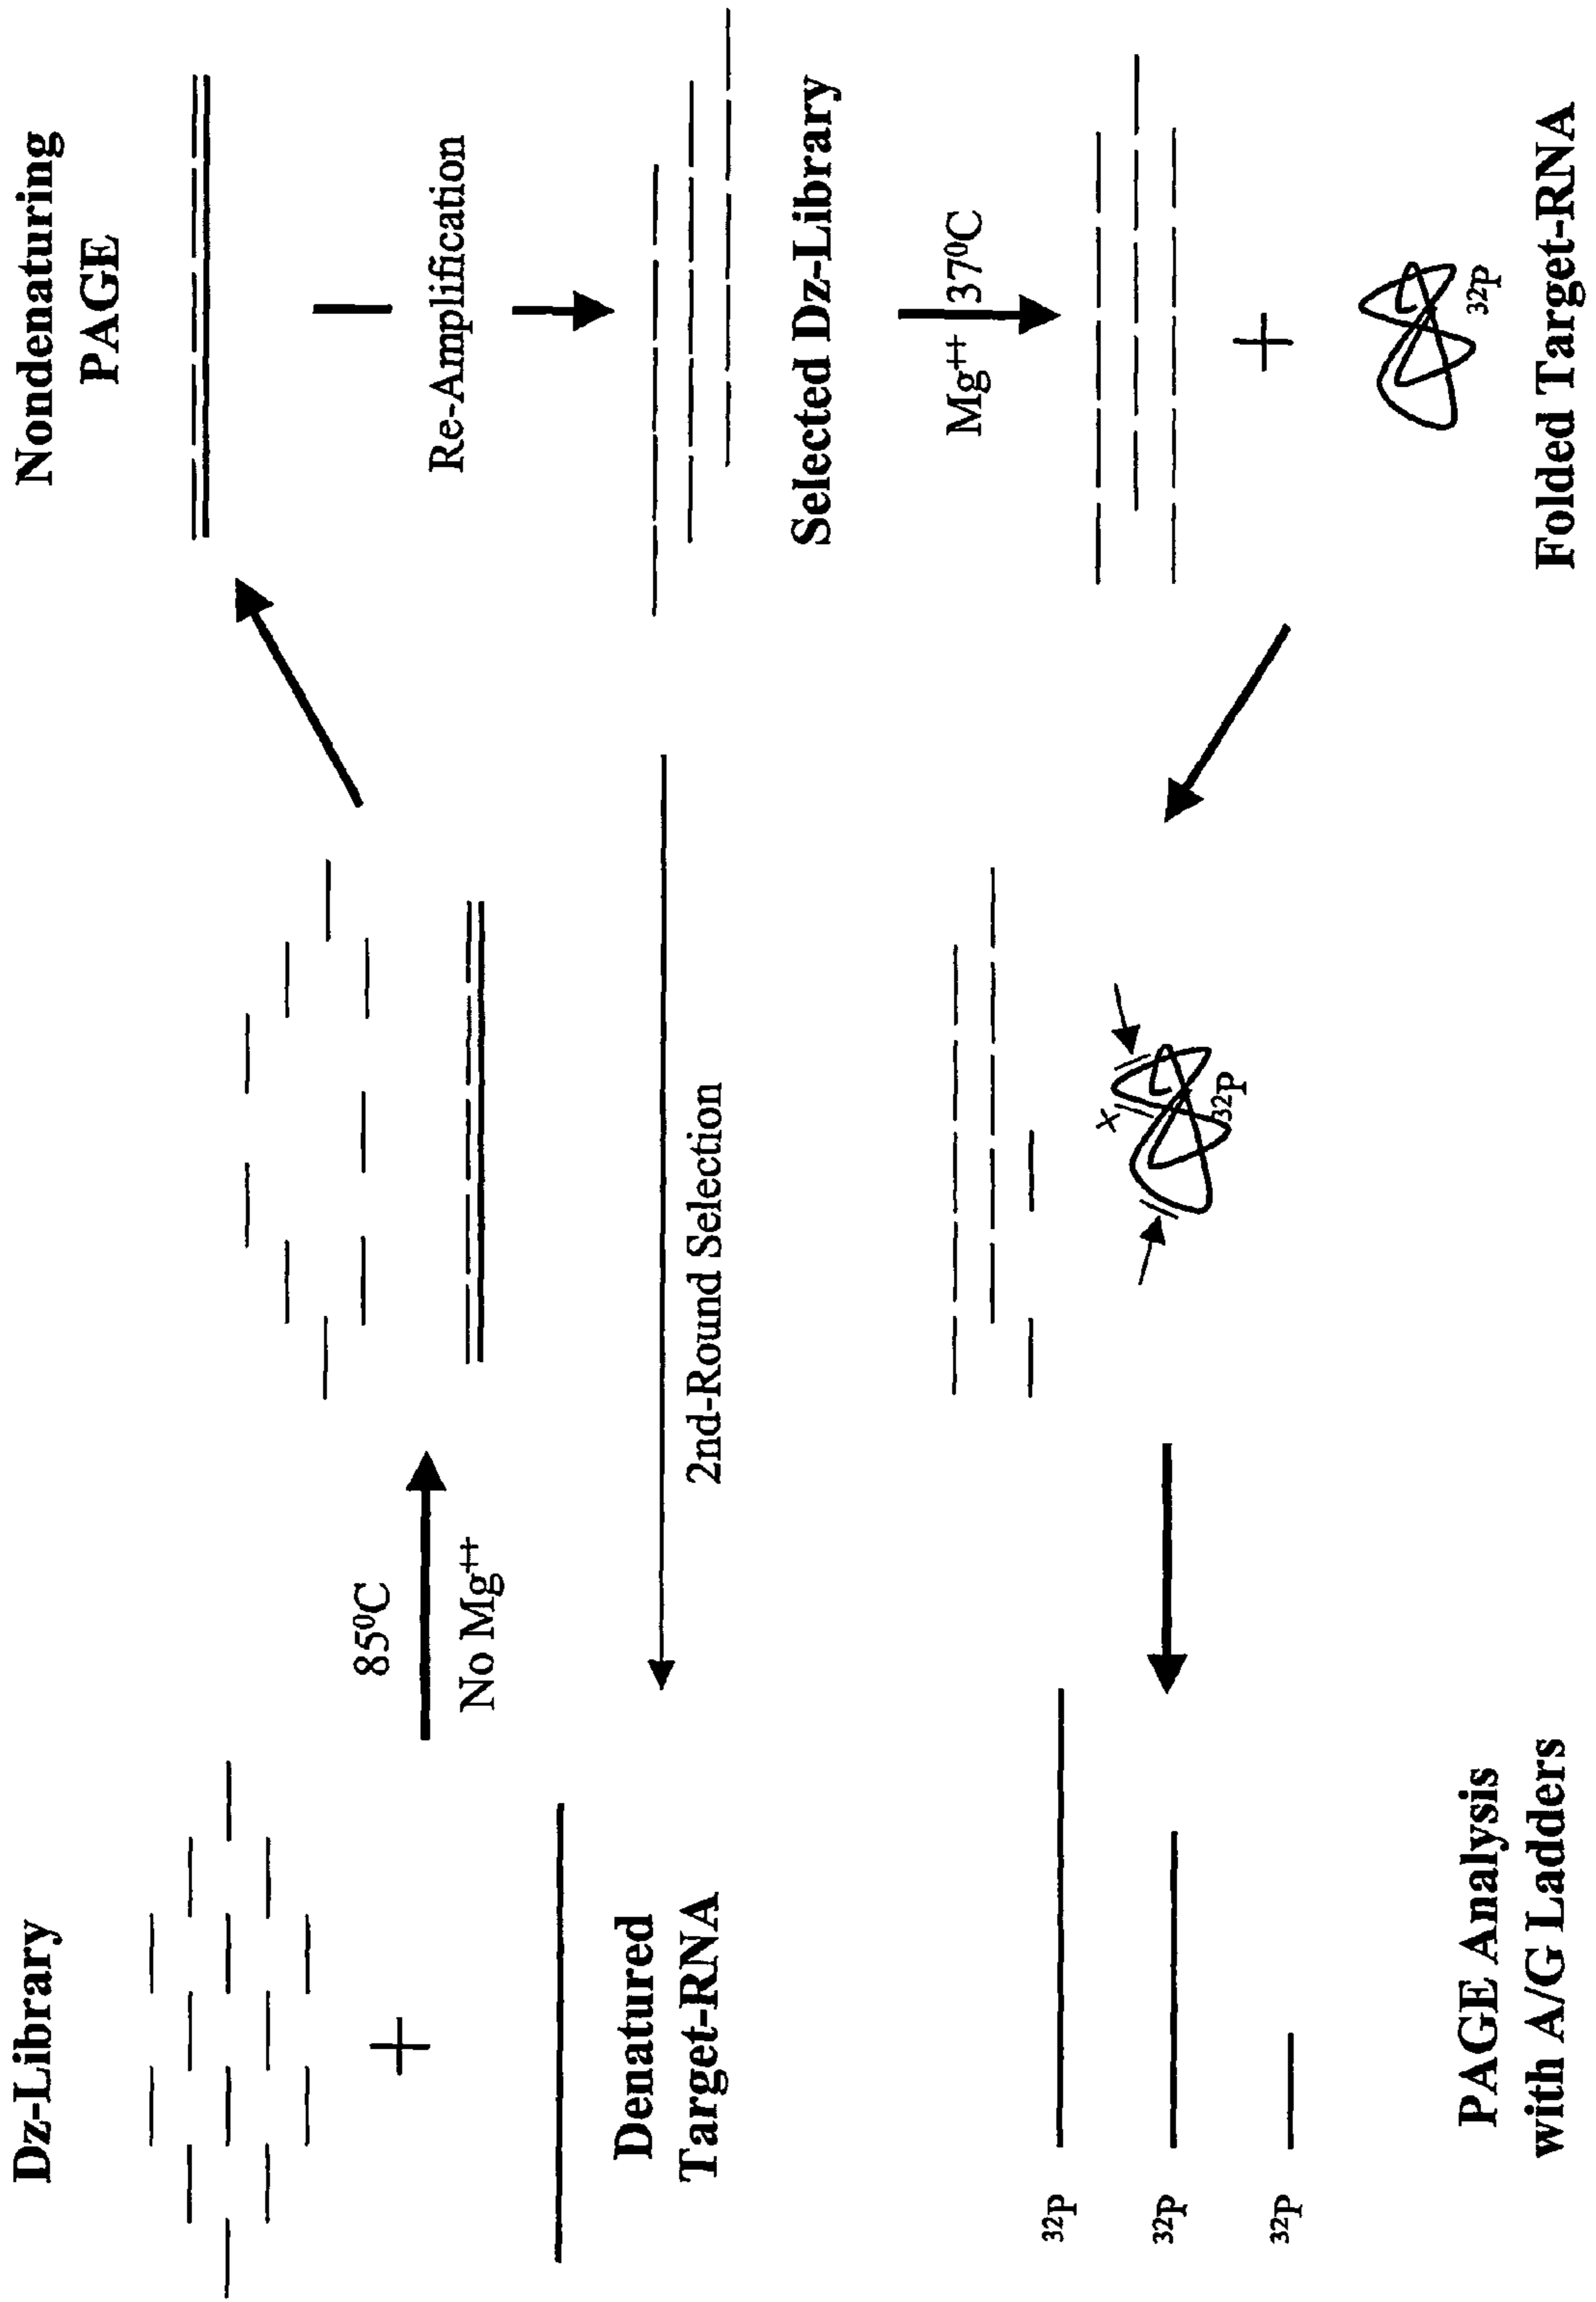 Dz-Library
Denatured
Target-RNA
85⁰C
No Mg⁺⁺
Nondenaturing
PAGE
Re-Amplification
Selected Dz-Library
2nd-Round Selection
Mg⁺⁺ 37⁰C
³²P
Folded Target-RNA
x
³²P
³²P
³²P
³²P
PAGE Analysis
with A/G Ladders